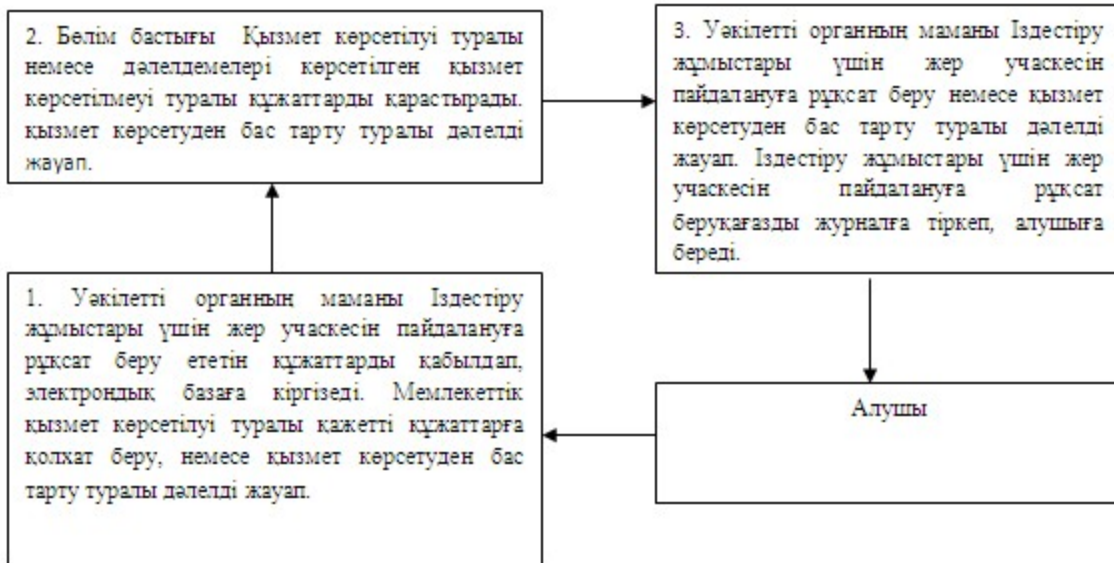 2. Бөлім бастығы Қызмет көрсетілуі туралы
немесе дәлелдемелері көрсетілген қызмет
көрсетілмеуі туралы құжаттарды қарастырады.
қызмет көрсетуден бас тарту туралы дәлелді
жауап.
3. Уәкілетті органның маманы Іздестіру
жұмыстары үшін жер учаскесін
пайдалануға рұқсат беру немесе қызмет
көрсетуден бас тарту туралы дәлелді
жауап. Іздестіру жұмыстары үшін жер
учаскесін пайдалануға рұқсат
беруқағазды журналға тіркеп, алушыға
береді.
1. Уәкілетті органның маманы Іздестіру
жұмыстары үшін жер учаскесін пайдалануға
рұқсат беру ететін құжаттарды қабылдап,
электрондық базаға кіргізеді. Мемлекеттік
қызмет көрсетілуі туралы қажетті құжаттарға
қолхат беру, немесе қызмет көрсетуден бас
тарту туралы дәлелді жауап.
Алушы